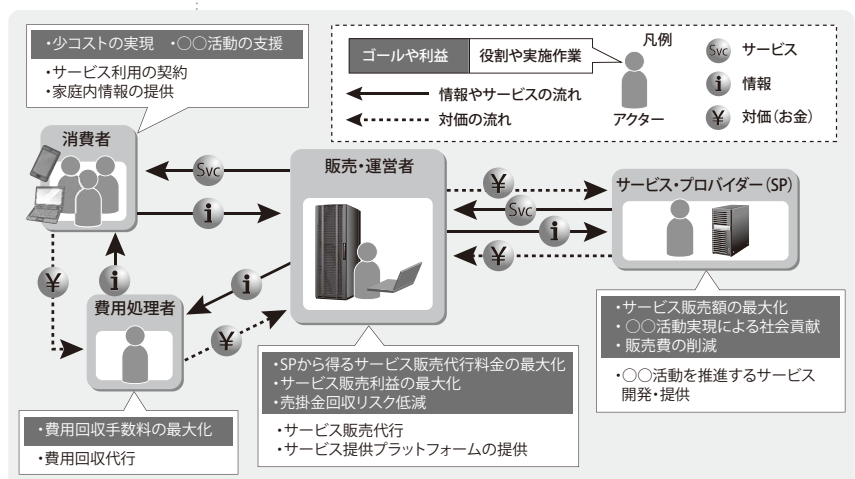 ・少コストの実現 ・○○活動の支援
・サービス利用の契約
・家庭内情報の提供
ゴールや利益
役割や実施作業
情報やサービスの流れ
対価の流れ
凡例
アクター
Svc サービス
i 情報
¥ 対価(お金)
消費者
Svc
i
販売・運営者
¥
Svc
i
¥
サービス・プロバイダー(SP)
¥
i
i
費用処理者
¥
・サービス販売額の最大化
・○○活動実現による社会貢献
・販売費の削減
・○○活動を推進するサービス
開発・提供
・SPから得るサービス販売代行料金の最大化
・サービス販売利益の最大化
・売掛金回収リスク低減
・サービス販売代行
・サービス提供プラットフォームの提供
・費用回収手数料の最大化
・費用回収代行